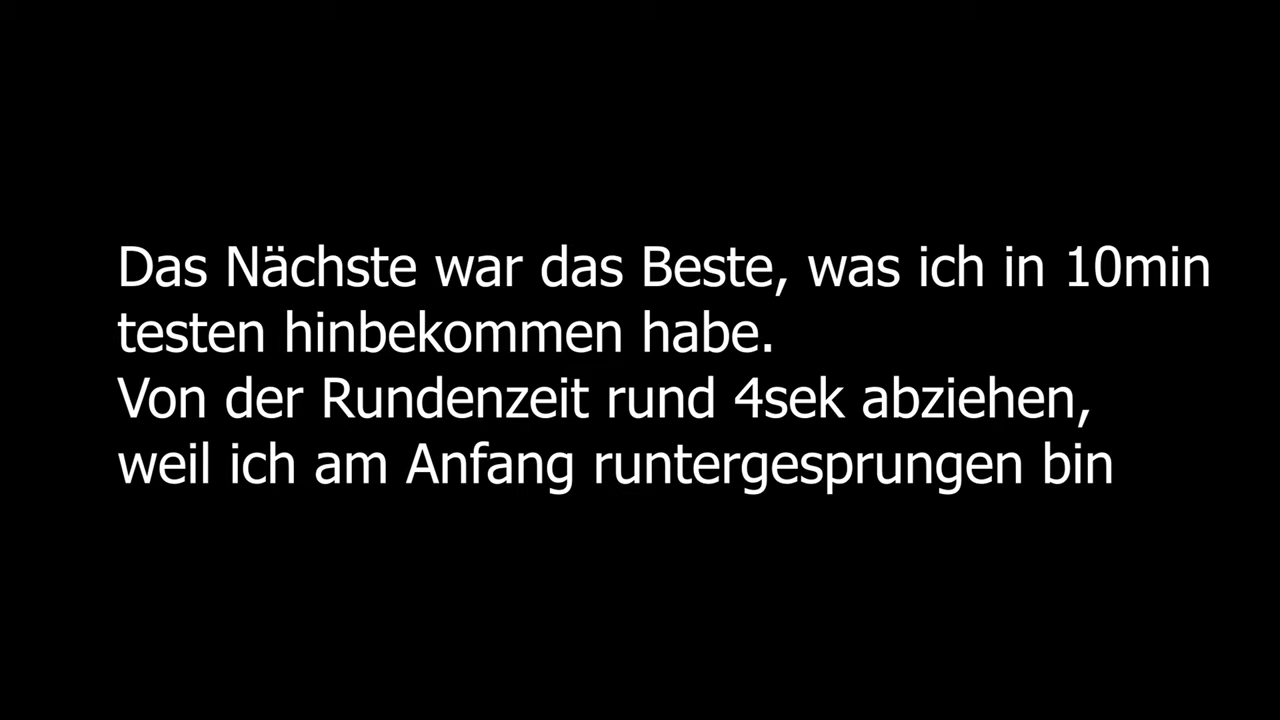 Das Nächste war das Beste, was ich in 10min
testen hinbekommen habe.
Von der Rundenzeit rund 4sek abziehen,
weil ich am Anfang runtergesprungen bin